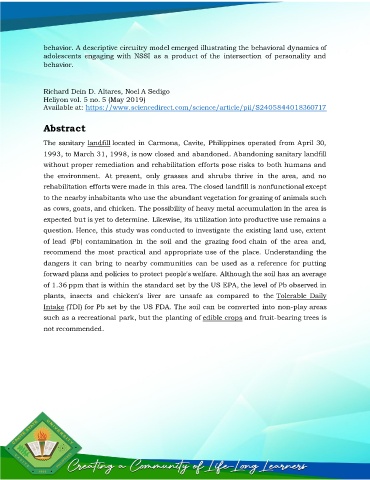 behavior. A descriptive circuitry model emerged illustrating the behavioral dynamics of
adolescents engaging with NSSI as a product of the intersection of personality and
behavior.
Richard Dein D. Altares, Noel A Sedigo
Heliyon vol. 5 no. 5 (May 2019)
Available at: https://www.sciencedirect.com/science/article/pii/S2405844018360717
Abstract
The sanitary landfill located in Carmona, Cavite, Philippines operated from April 30,
1993, to March 31, 1998, is now closed and abandoned. Abandoning sanitary landfill
without proper remediation and rehabilitation efforts pose risks to both humans and
the environment. At present, only grasses and shrubs thrive in the area, and no
rehabilitation efforts were made in this area. The closed landfill is nonfunctional except
to the nearby inhabitants who use the abundant vegetation for grazing of animals such
as cows, goats, and chicken. The possibility of heavy metal accumulation in the area is
expected but is yet to determine. Likewise, its utilization into productive use remains a
question. Hence, this study was conducted to investigate the existing land use, extent
of lead (Pb) contamination in the soil and the grazing food chain of the area and,
recommend the most practical and appropriate use of the place. Understanding the
dangers it can bring to nearby communities can be used as a reference for putting
forward plans and policies to protect people's welfare. Although the soil has an average
of 1.36 ppm that is within the standard set by the US EPA, the level of Pb observed in
plants, insects and chicken's liver are unsafe as compared to the Tolerable Daily
Intake (TDI) for Pb set by the US FDA. The soil can be converted into non-play areas
such as a recreational park, but the planting of edible crops and fruit-bearing trees is
not recommended.
Creating a Community of Life-Long Learners